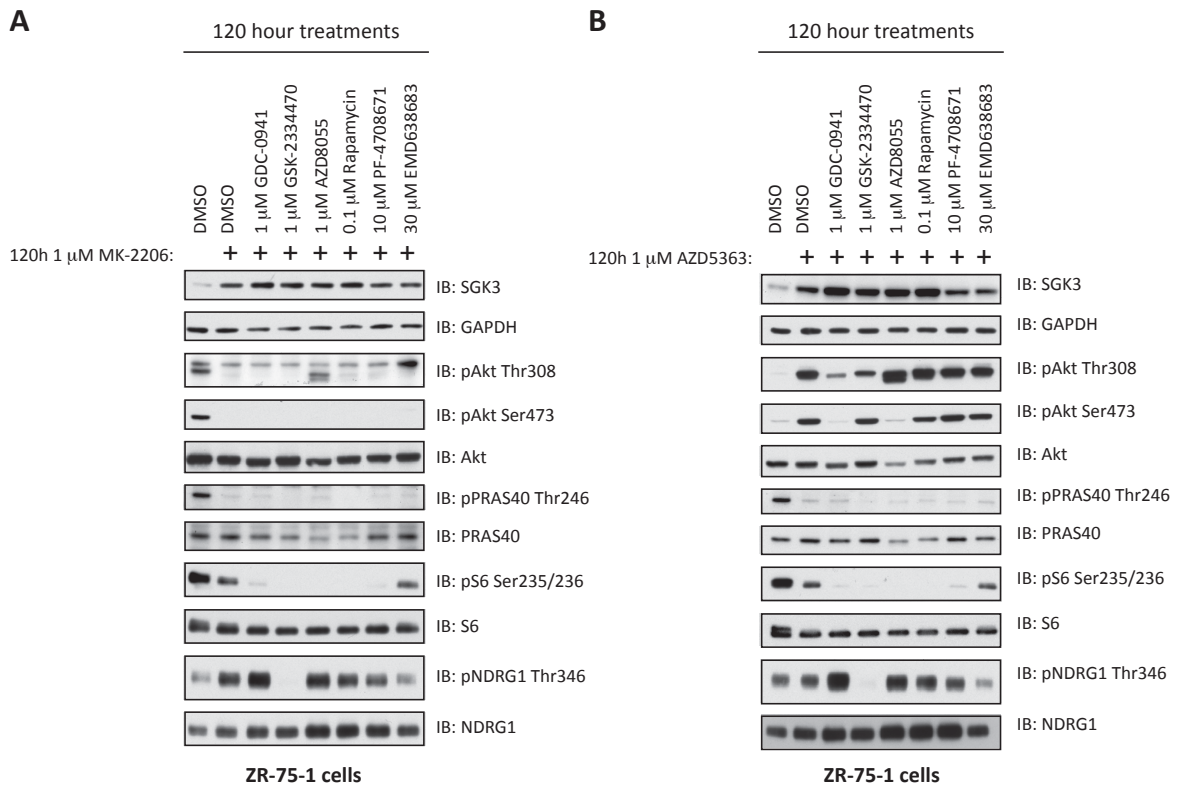 A
120 hour treatments
DMSO
DMSO
1 μM GDC-0941
1 μM GSK-2334470
1 μM AZD8055
0.1 μM Rapamycin
10 μM PF-4708671
30 μM EMD638683
120h 1 μM MK-2206: + + + + + + +
IB: SGK3
IB: GAPDH
IB: pAkt Thr308
IB: pAkt Ser473
IB: Akt
IB: pPRAS40 Thr246
IB: PRAS40
IB: pS6 Ser235/236
IB: S6
IB: pNDRG1 Thr346
IB: NDRG1
ZR-75-1 cells
B
120 hour treatments
DMSO
DMSO
1 μM GDC-0941
1 μM GSK-2334470
1 μM AZD8055
0.1 μM Rapamycin
10 μM PF-4708671
30 μM EMD638683
120h 1 μM AZD5363: + + + + + + +
IB: SGK3
IB: GAPDH
IB: pAkt Thr308
IB: pAkt Ser473
IB: Akt
IB: pPRAS40 Thr246
IB: PRAS40
IB: pS6 Ser235/236
IB: S6
IB: pNDRG1 Thr346
IB: NDRG1
ZR-75-1 cells